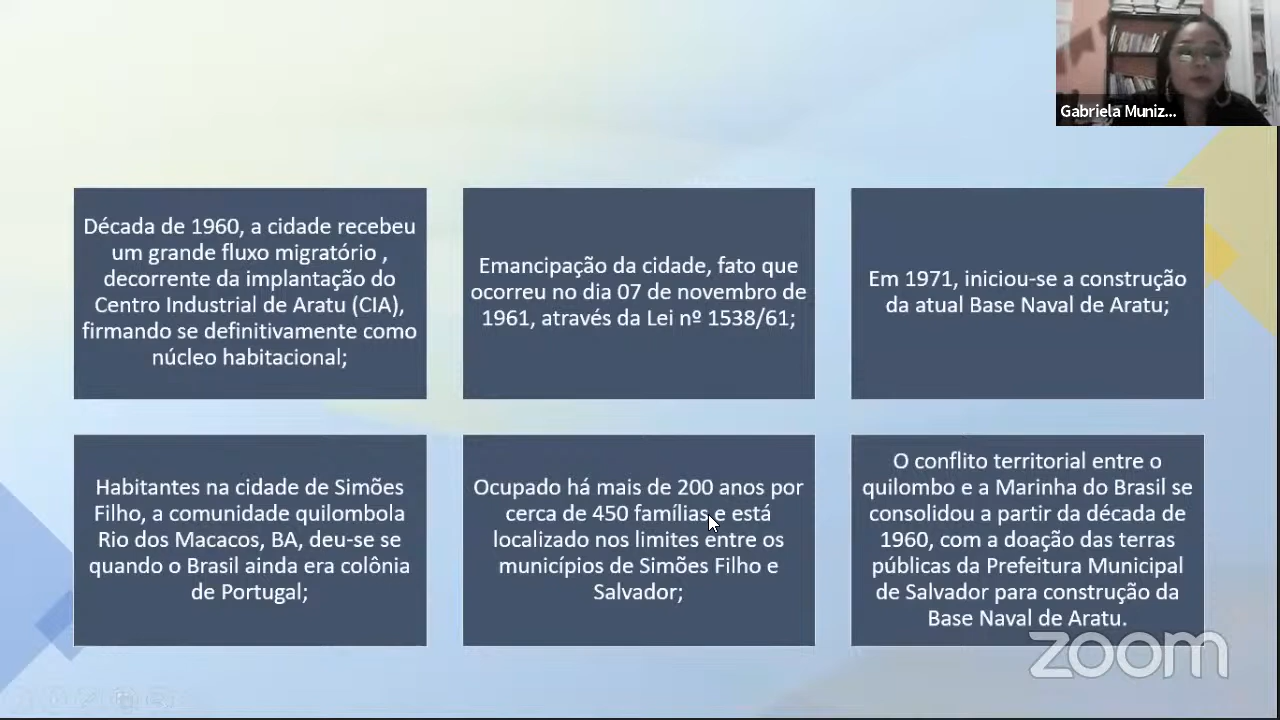 Gabriela Muniz...
Década de 1960, a cidade recebeu
um grande fluxo migratório ,
decorrente da implantação do
Centro Industrial de Aratu (CIA),
firmando se definitivamente como
núcleo habitacional;
Emancipação da cidade, fato que
ocorreu no dia 07 de novembro de
1961, através da Lei nº 1538/61;
Em 1971, iniciou-se a construção
da atual Base Naval de Aratu;
Habitantes na cidade de Simões
Filho, a comunidade quilombola
Rio dos Macacos, BA, deu-se se
quando o Brasil ainda era colônia
de Portugal;
Ocupado há mais de 200 anos por
cerca de 450 famílias e está
localizado nos limites entre os
municípios de Simões Filho e
Salvador;
O conflito territorial entre o
quilombo e a Marinha do Brasil se
consolidou a partir da década de
1960, com a doação das terras
públicas da Prefeitura Municipal
de Salvador para construção da
Base Naval de Aratu.
zoom